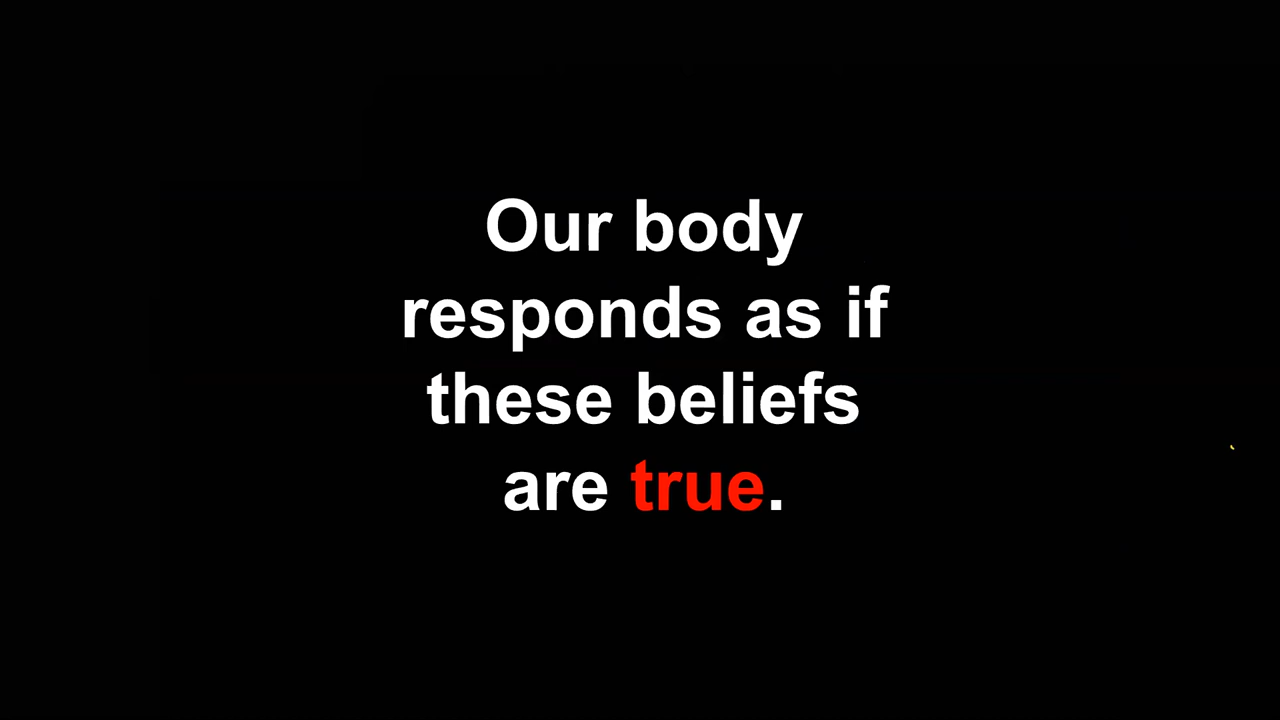 Our body
responds as if
these beliefs
are true.